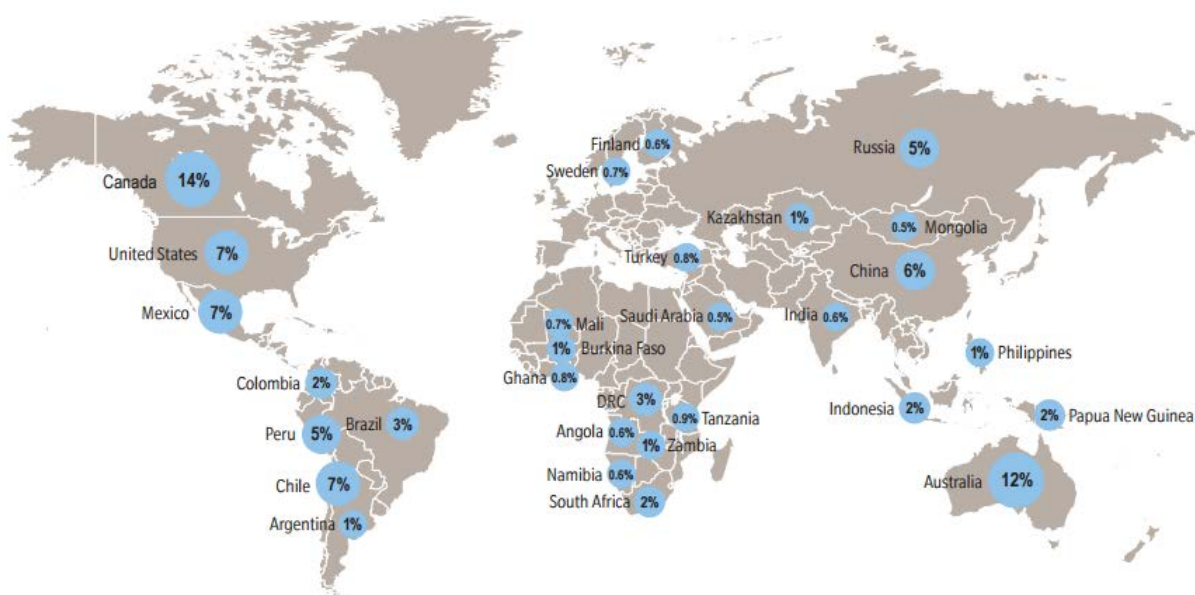 Finland 0.6%
Sweden 0.7%
Russia 5%
Canada 14%
Kazakhstan 1%
0.5% Mongolia
United States 7%
Turkey 0.8%
China 6%
Mexico 7%
0.7% Mali
Saudi Arabia 0.5%
India 0.6%
1% Burkina Faso
1% Philippines
Ghana 0.8%
Colombia 2%
DRC 3%
Indonesia 2%
2% Papua New Guinea
0.9% Tanzania
Brazil 3%
Peru 5%
Angola 0.6%
1% Zambia
Namibia 0.6%
Chile 7%
Australia 12%
South Africa 2%
Argentina 1%